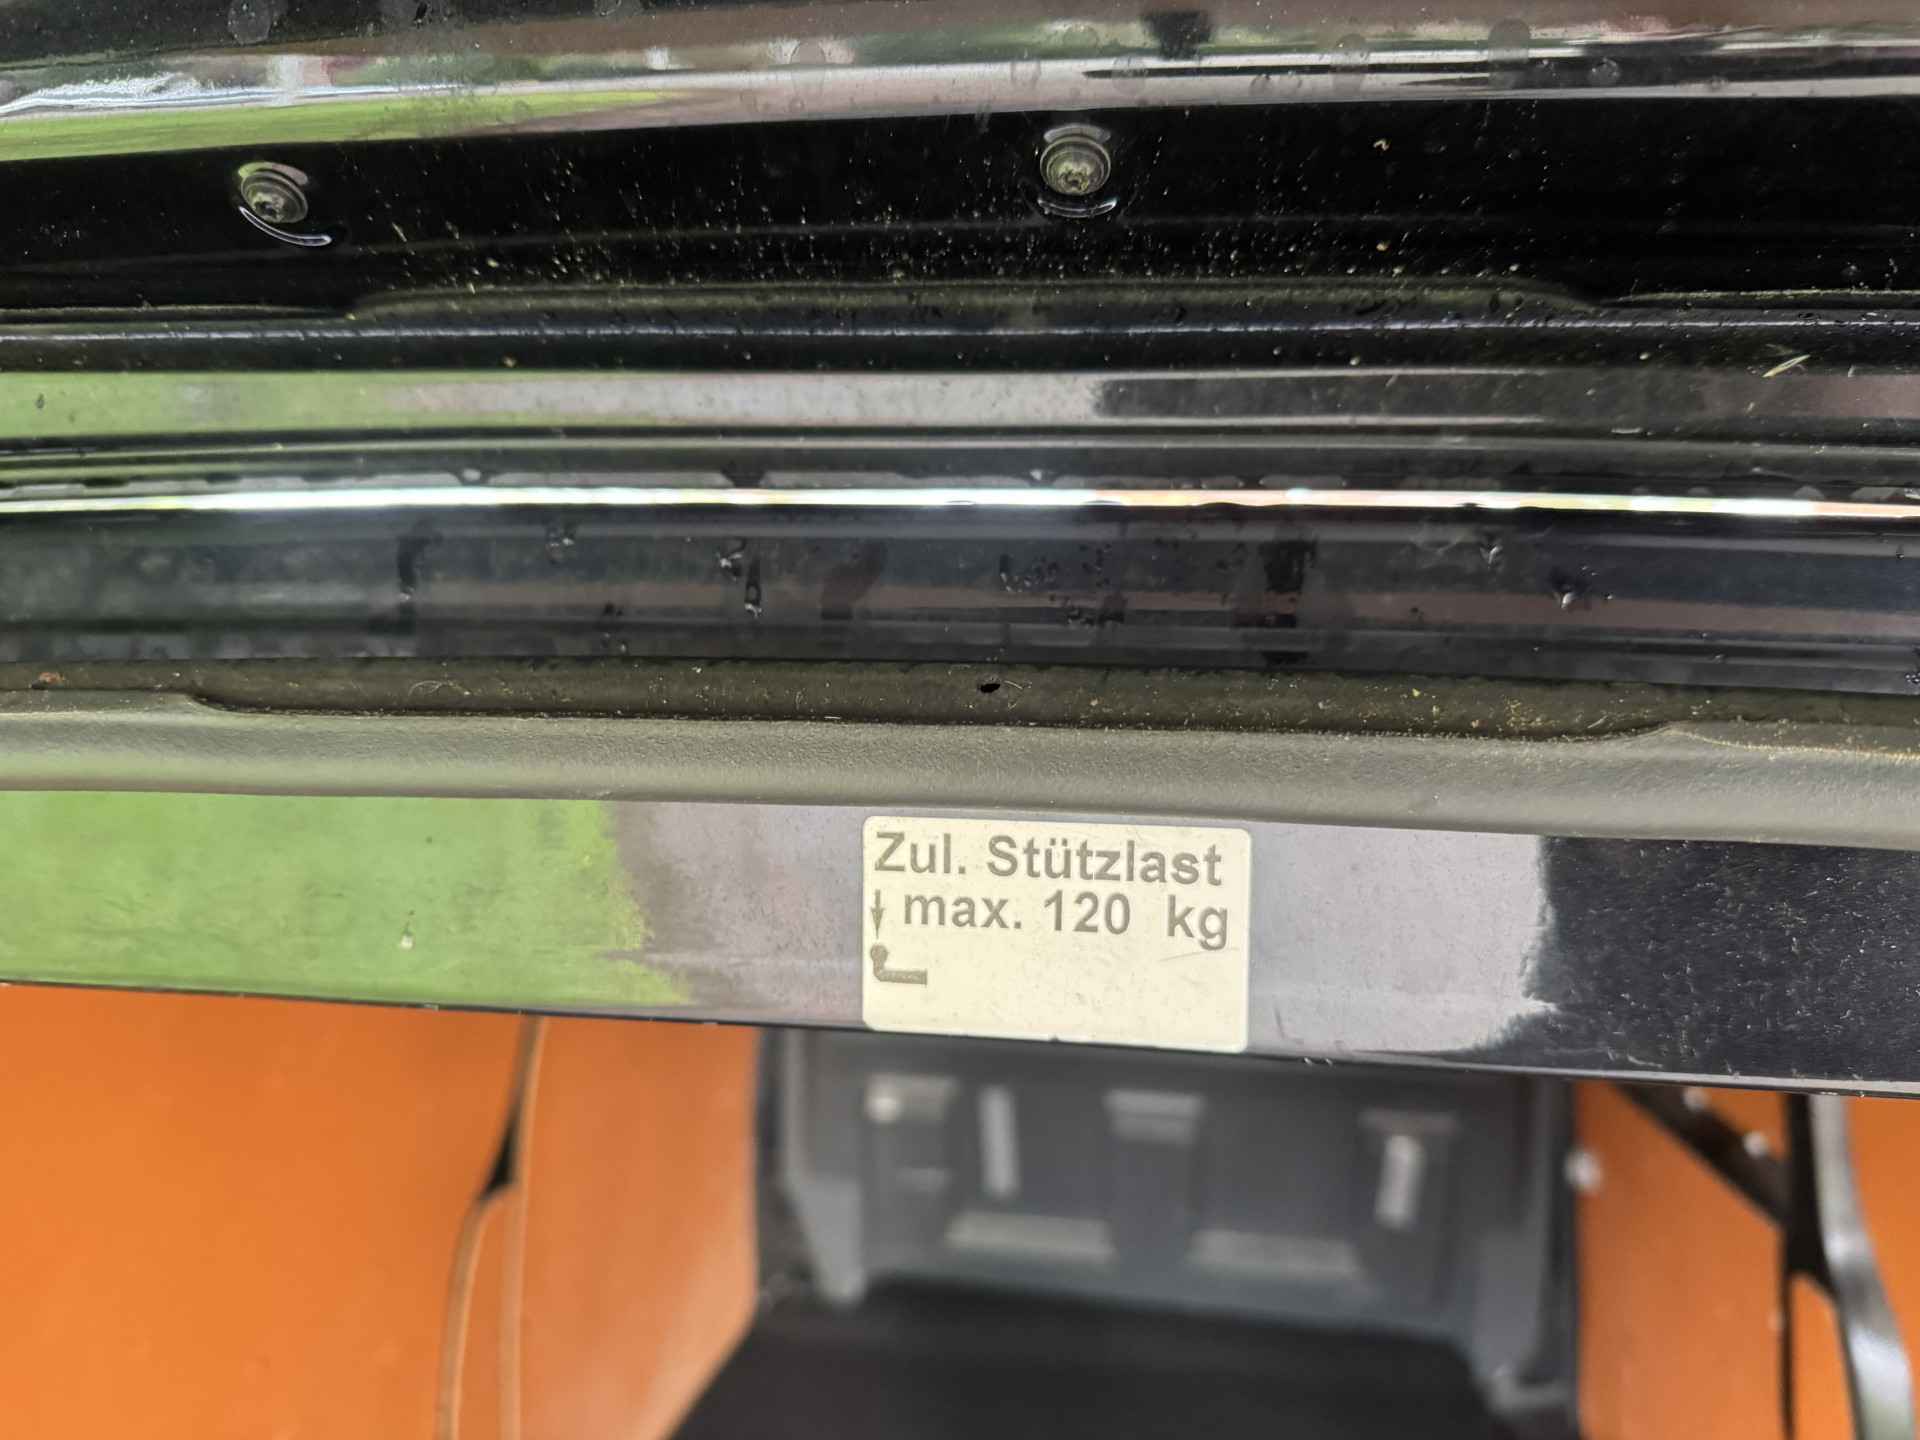 Zul. Stützlast
max. 120 kg